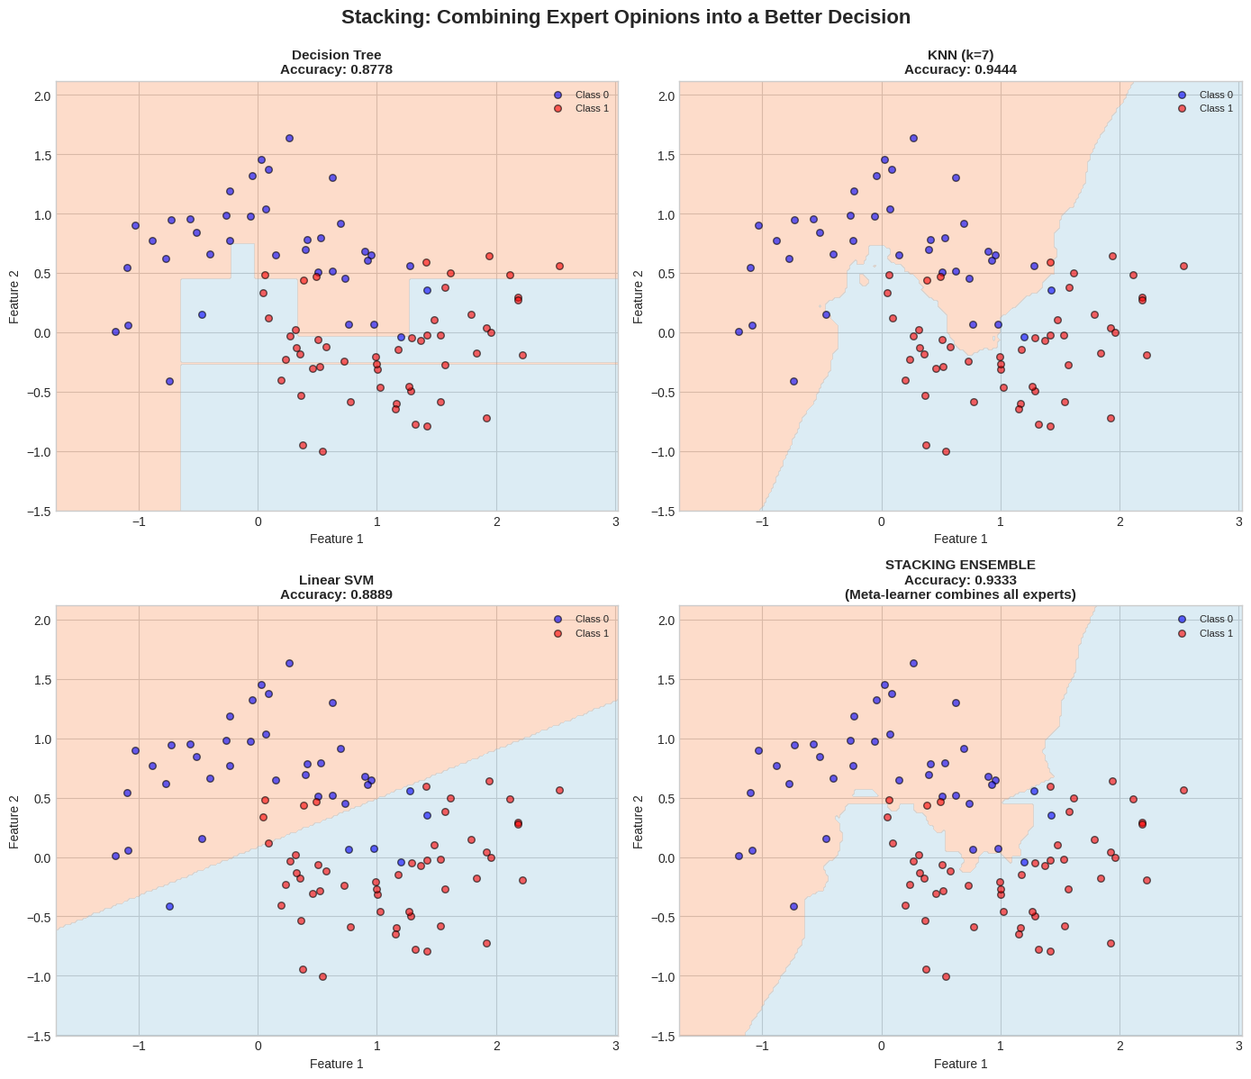 Stacking: Combining Expert Opinions into a Better Decision
Decision Tree
Accuracy: 0.8778
Class 0
Class 1
2.0
1.5
1.0
0.5
0.0
−0.5
−1.0
−1.5
Feature 2
−1
0
1
2
3
Feature 1
KNN (k=7)
Accuracy: 0.9444
Class 0
Class 1
2.0
1.5
1.0
0.5
0.0
−0.5
−1.0
−1.5
Feature 2
−1
0
1
2
3
Feature 1
Linear SVM
Accuracy: 0.8889
Class 0
Class 1
2.0
1.5
1.0
0.5
0.0
−0.5
−1.0
−1.5
Feature 2
−1
0
1
2
3
Feature 1
STACKING ENSEMBLE
Accuracy: 0.9333
(Meta-learner combines all experts)
Class 0
Class 1
2.0
1.5
1.0
0.5
0.0
−0.5
−1.0
−1.5
Feature 2
−1
0
1
2
3
Feature 1